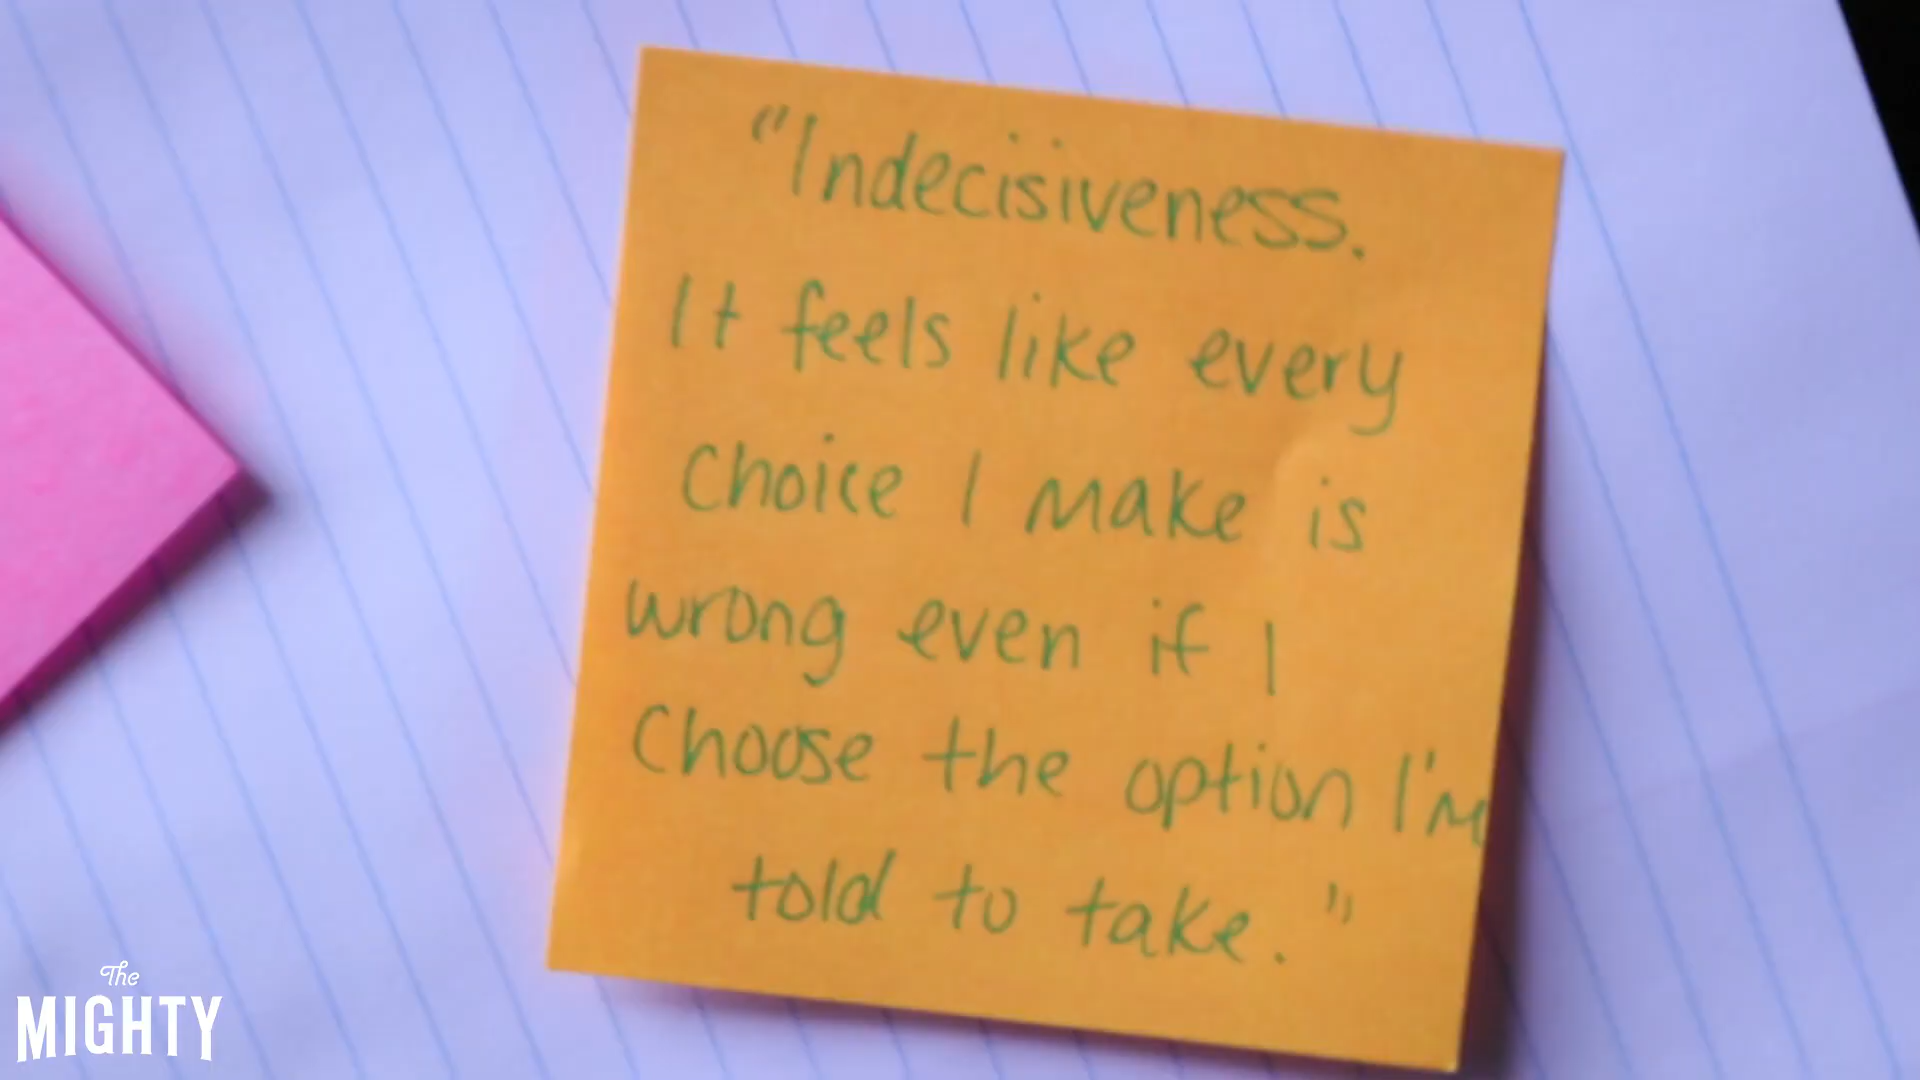 "Indecisiveness.
It feels like every
choice I make is
wrong even if I
choose the option I'm
told to take."
The
MIGHTY